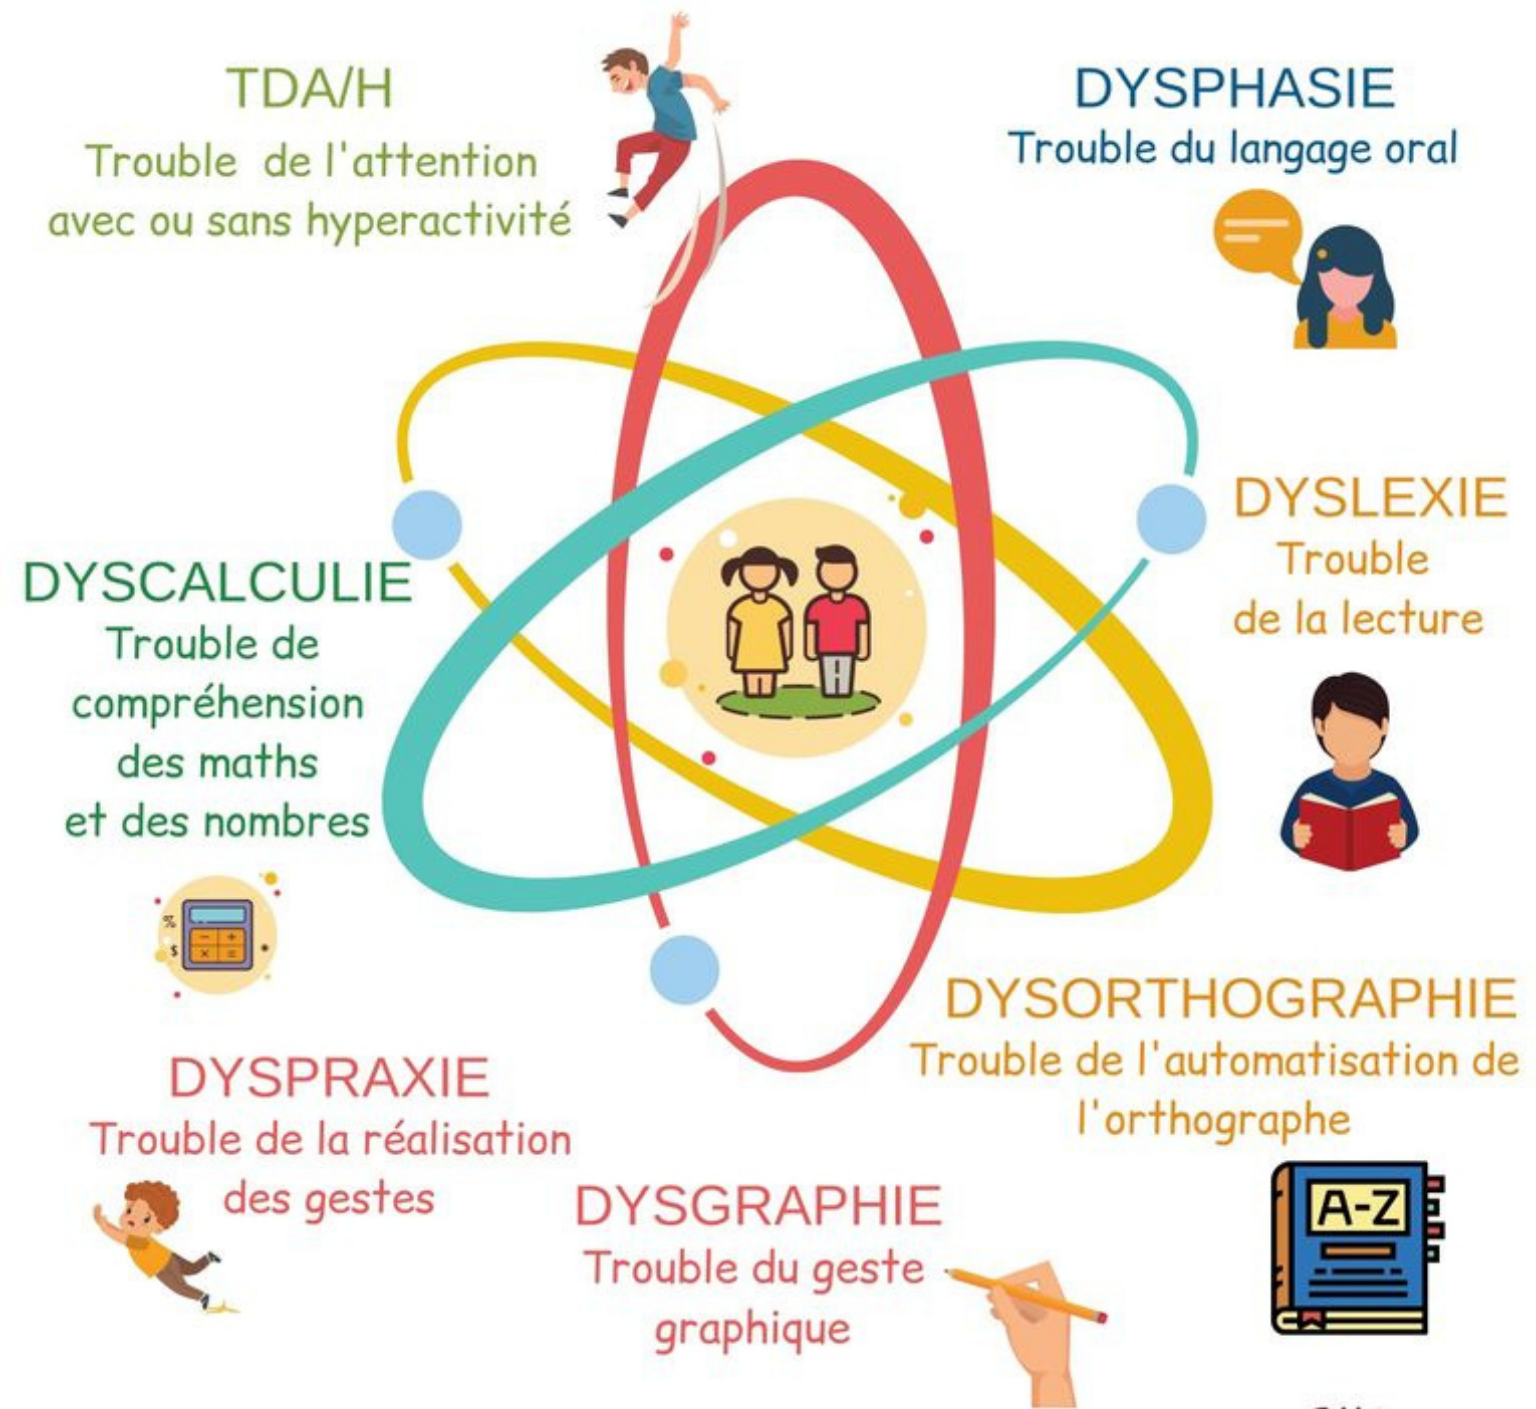 TDA/H
Trouble de l'attention
avec ou sans hyperactivité
DYSPHASIE
Trouble du langage oral
DYSLEXIE
Trouble
de la lecture
DYSCALCULIE
Trouble de
compréhension
des maths
et des nombres
%
$
- +
× =
DYSORTHOGRAPHIE
Trouble de l'automatisation de
l'orthographe
A-Z
DYSPRAXIE
Trouble de la réalisation
des gestes
DYSGRAPHIE
Trouble du geste
graphique